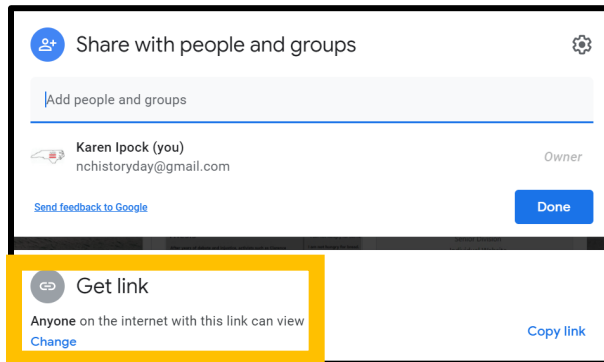 Share with people and groups
Add people and groups
Karen Ipock (you)
nchistoryday@gmail.com
Owner
Send feedback to Google
Done
Get link
Anyone on the internet with this link can view
Change
Copy link